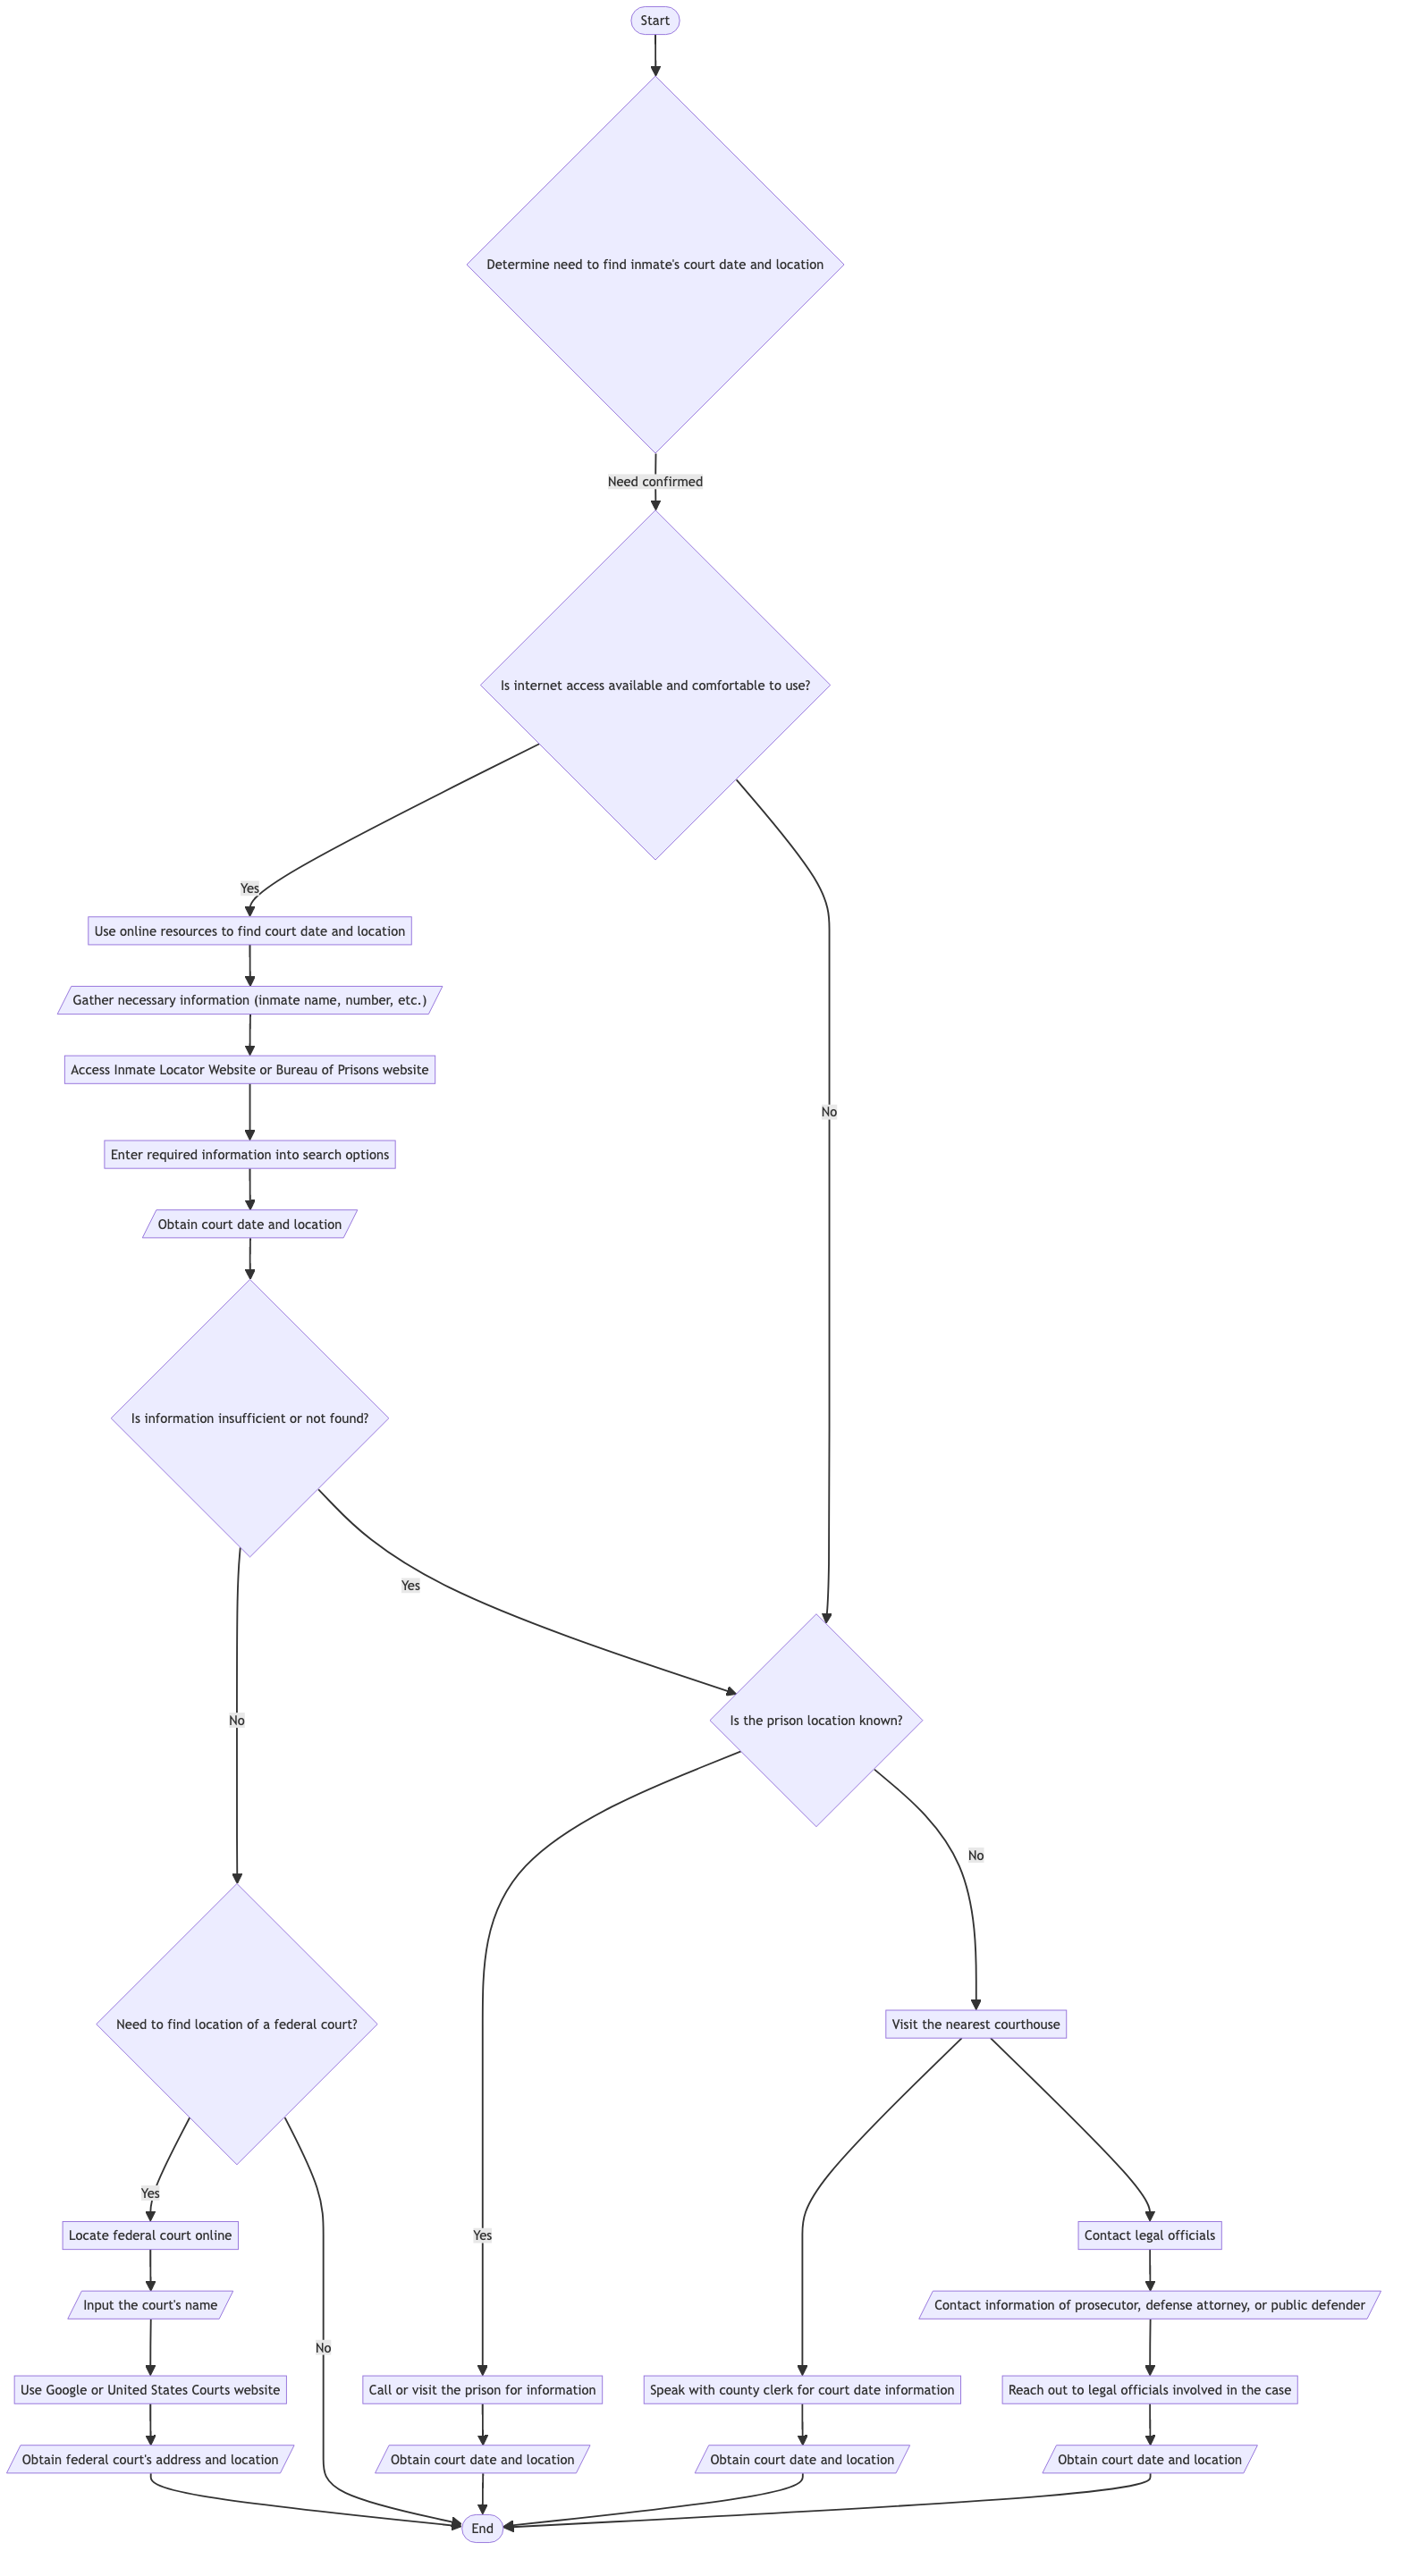 Start
Determine need to find inmate's court date and location
Need confirmed
Is internet access available and comfortable to use?
Yes
Use online resources to find court date and location
Gather necessary information (inmate name, number, etc.)
Access Inmate Locator Website or Bureau of Prisons website
No
Enter required information into search options
Obtain court date and location
Is information insufficient or not found?
Yes
No
Is the prison location known?
No
Need to find location of a federal court?
Visit the nearest courthouse
Yes
Locate federal court online
Yes
Contact legal officials
Input the court's name
Contact information of prosecutor, defense attorney, or public defender
No
Use Google or United States Courts website
Call or visit the prison for information
Speak with county clerk for court date information
Reach out to legal officials involved in the case
Obtain federal court's address and location
Obtain court date and location
Obtain court date and location
Obtain court date and location
End